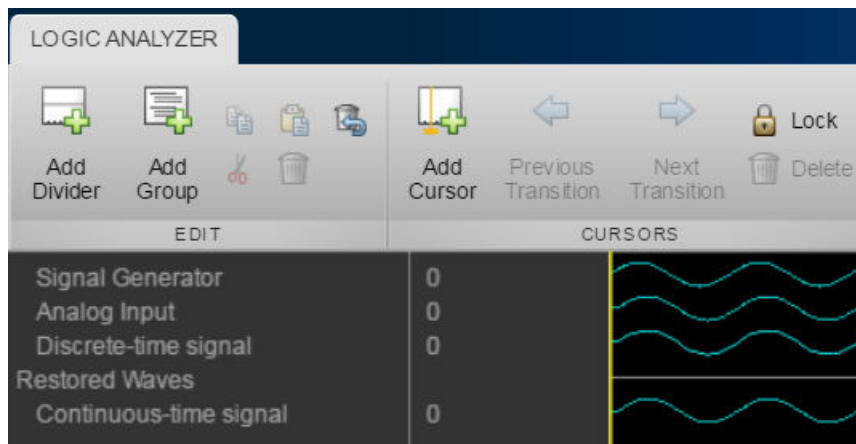 LOGIC ANALYZER
Add Divider
Add Group
Add Cursor
Previous Transition
Next Transition
Lock
Delete
EDIT
CURSORS
Signal Generator 0
Analog Input 0
Discrete-time signal 0
Restored Waves
Continuous-time signal 0